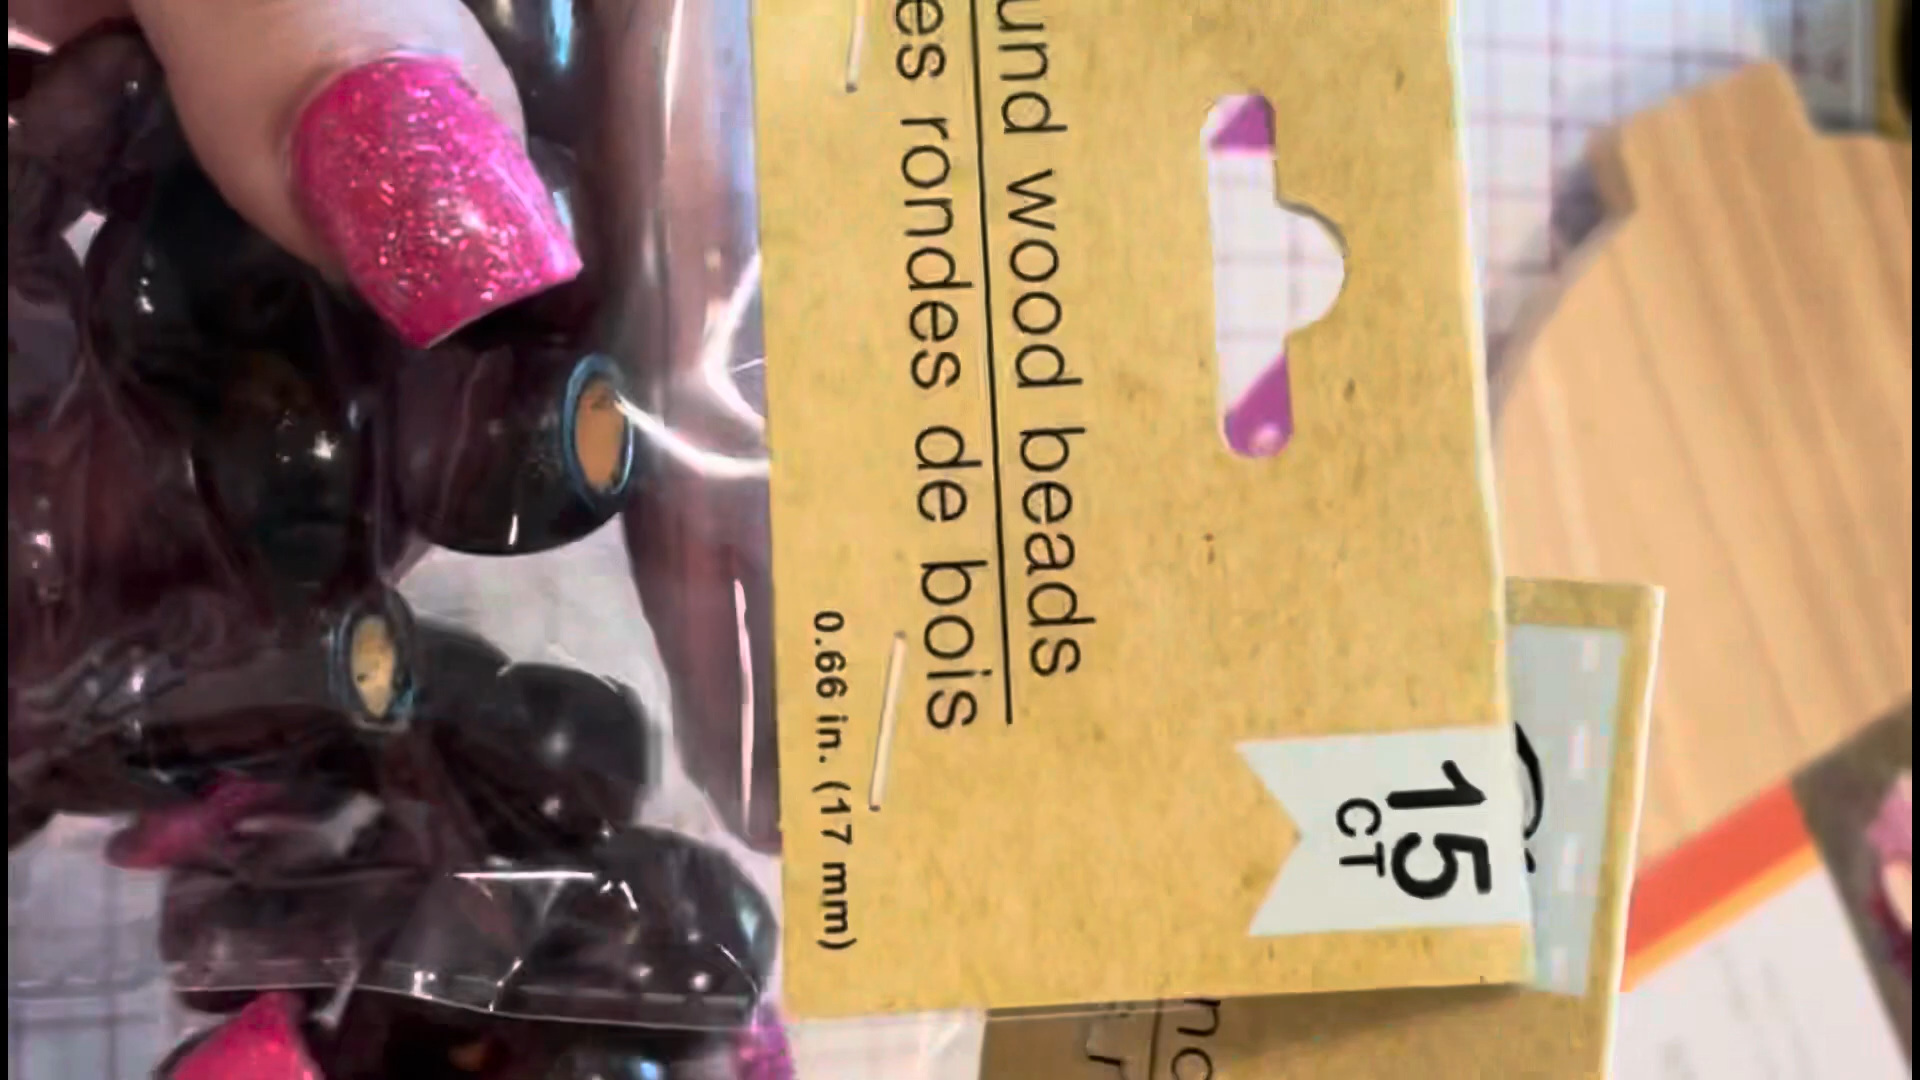 und wood beads
es rondes de bois
0.66 in. (17 mm)
15
CT